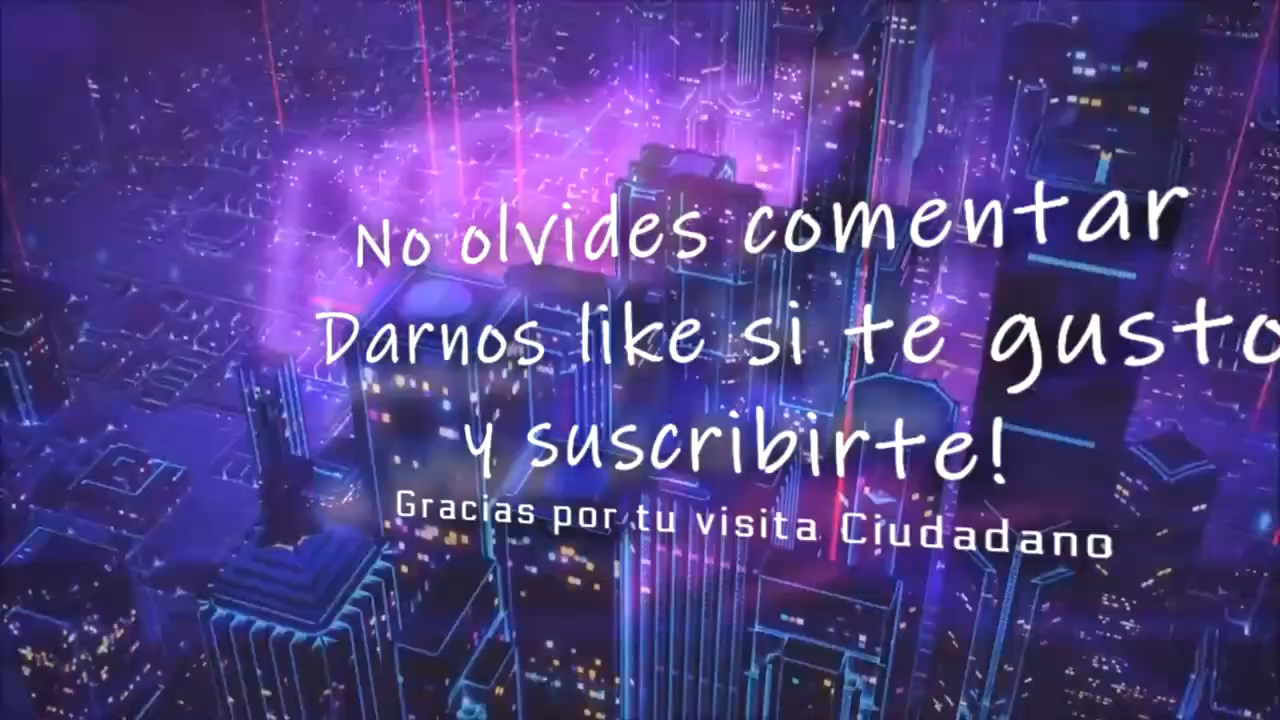 No olvides comentar
Darnos like si te gusto
y suscribirte!
Gracias por tu visita Ciudadano